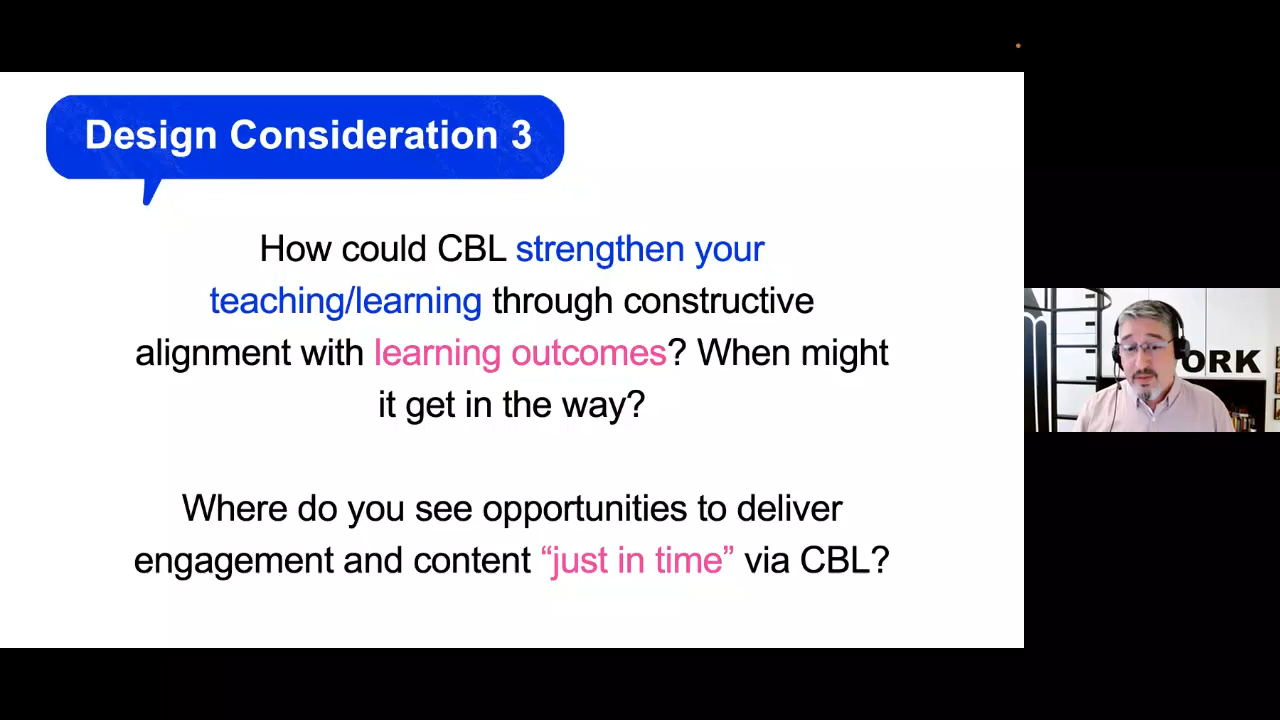 Design Consideration 3
How could CBL strengthen your
teaching/learning through constructive
alignment with learning outcomes? When might
it get in the way?
Where do you see opportunities to deliver
engagement and content “just in time” via CBL?
ORK